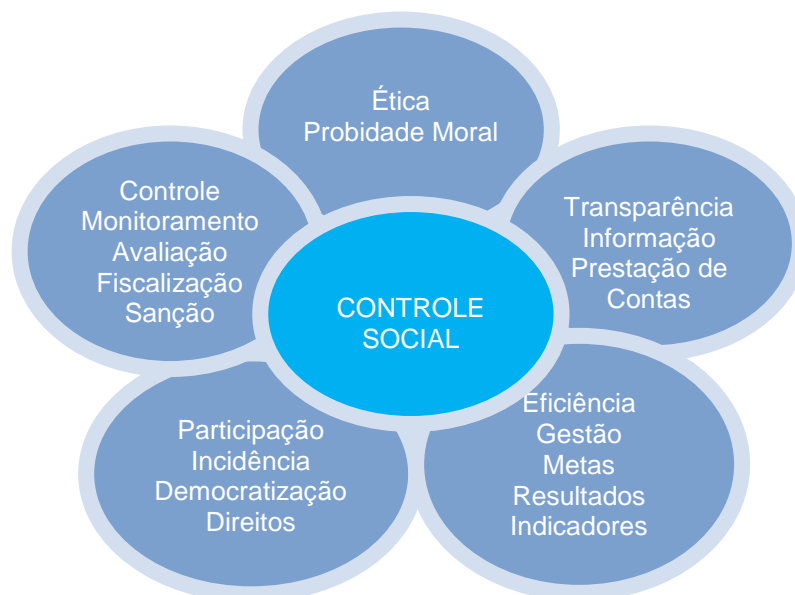 Ética
Probidade Moral
Controle
Monitoramento
Avaliação
Fiscalização
Sanção
Transparência
Informação
Prestação de
Contas
CONTROLE
SOCIAL
Participação
Incidência
Democratização
Direitos
Eficiência
Gestão
Metas
Resultados
Indicadores